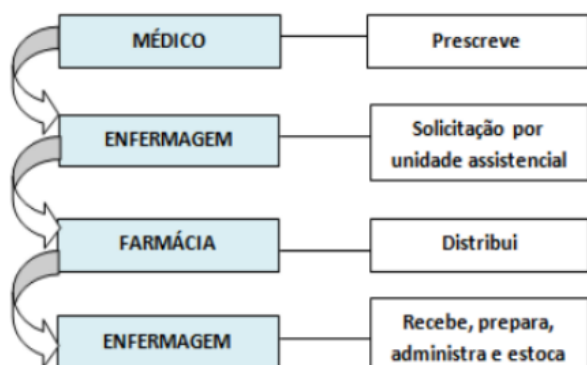 MÉDICO
Prescreve
ENFERMAGEM
Solicitação por
unidade assistencial
FARMÁCIA
Distribui
ENFERMAGEM
Recebe, prepara,
administra e estoca